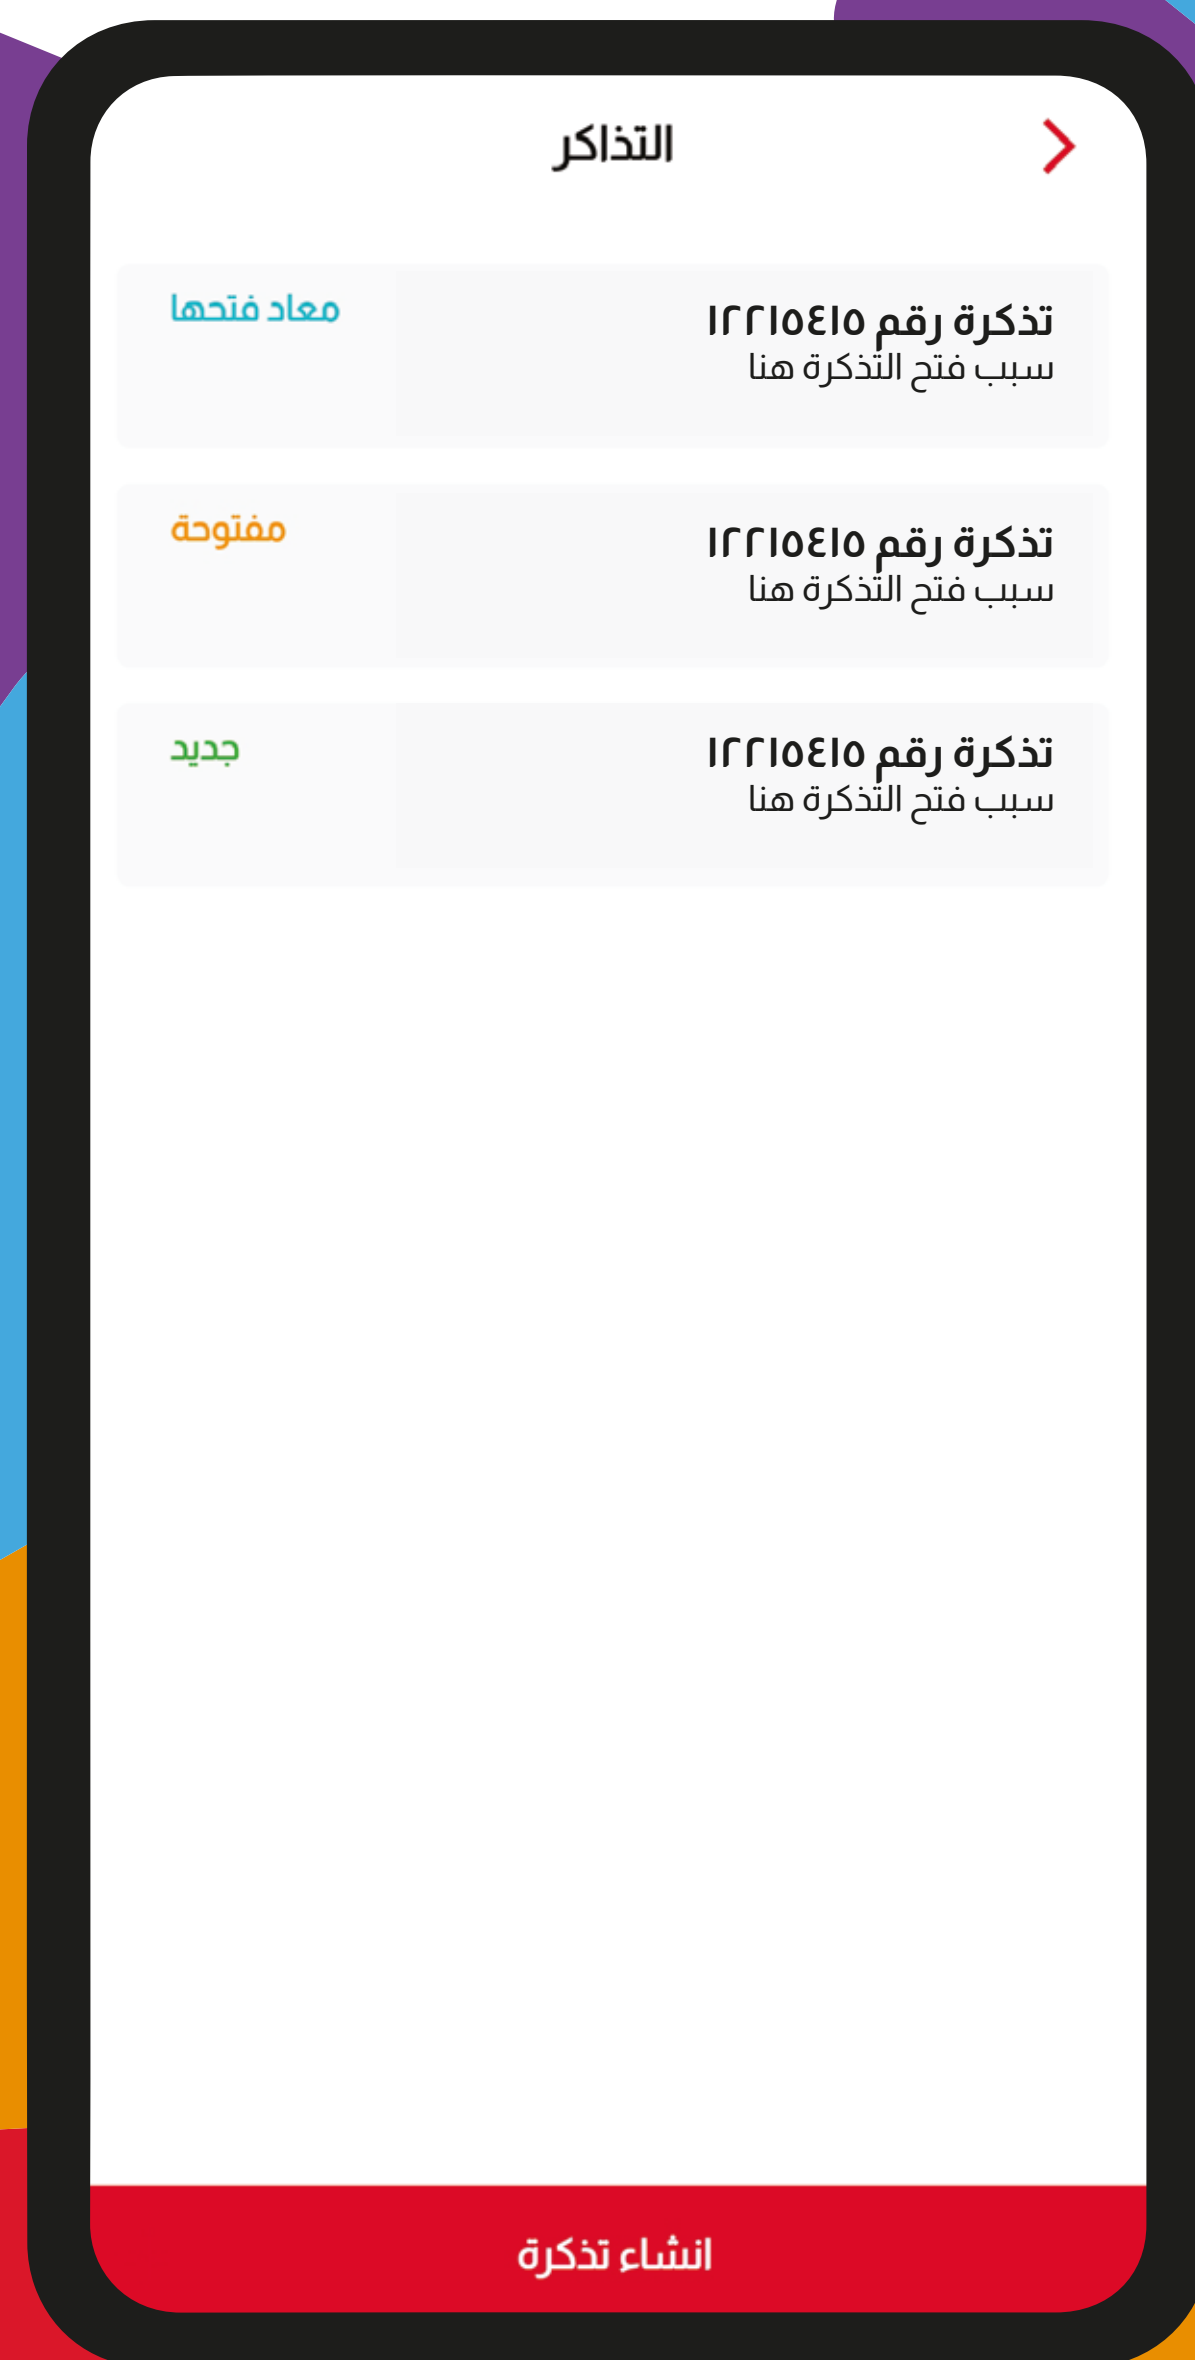 التذاكر
تذكرة رقم ١٢٢١٥٤١٥
معاد فتحها
سبب فتح التذكرة هنا
تذكرة رقم ١٢٢١٥٤١٥
مفتوحة
سبب فتح التذكرة هنا
تذكرة رقم ١٢٢١٥٤١٥
جديد
سبب فتح التذكرة هنا
انشاء تذكرة